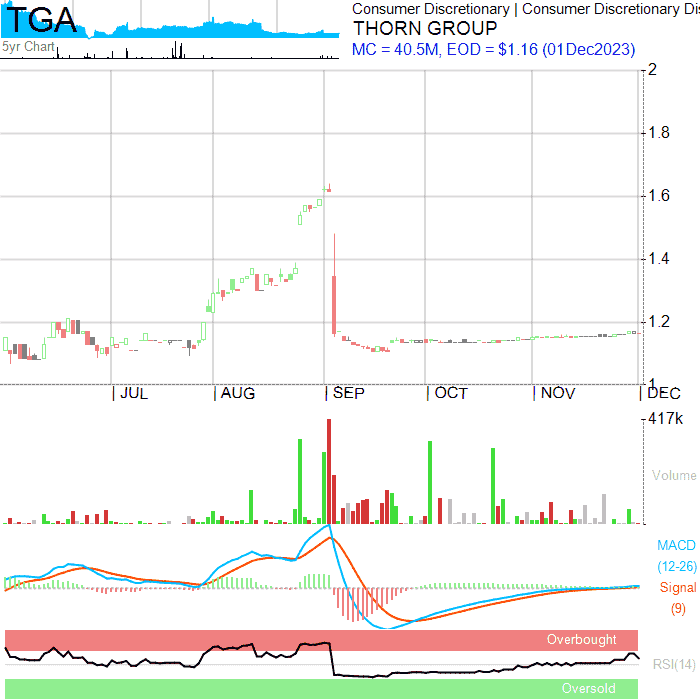 TGA
5yr Chart
Consumer Discretionary | Consumer Discretionary Dis
THORN GROUP
MC = 40.5M, EOD = $1.16 (01Dec2023)
2
1.8
1.6
1.4
1.2
1
| JUL | AUG | SEP | OCT | NOV | DEC
417k
Volume
MACD
(12-26)
Signal
(9)
Overbought
RSI(14)
Oversold